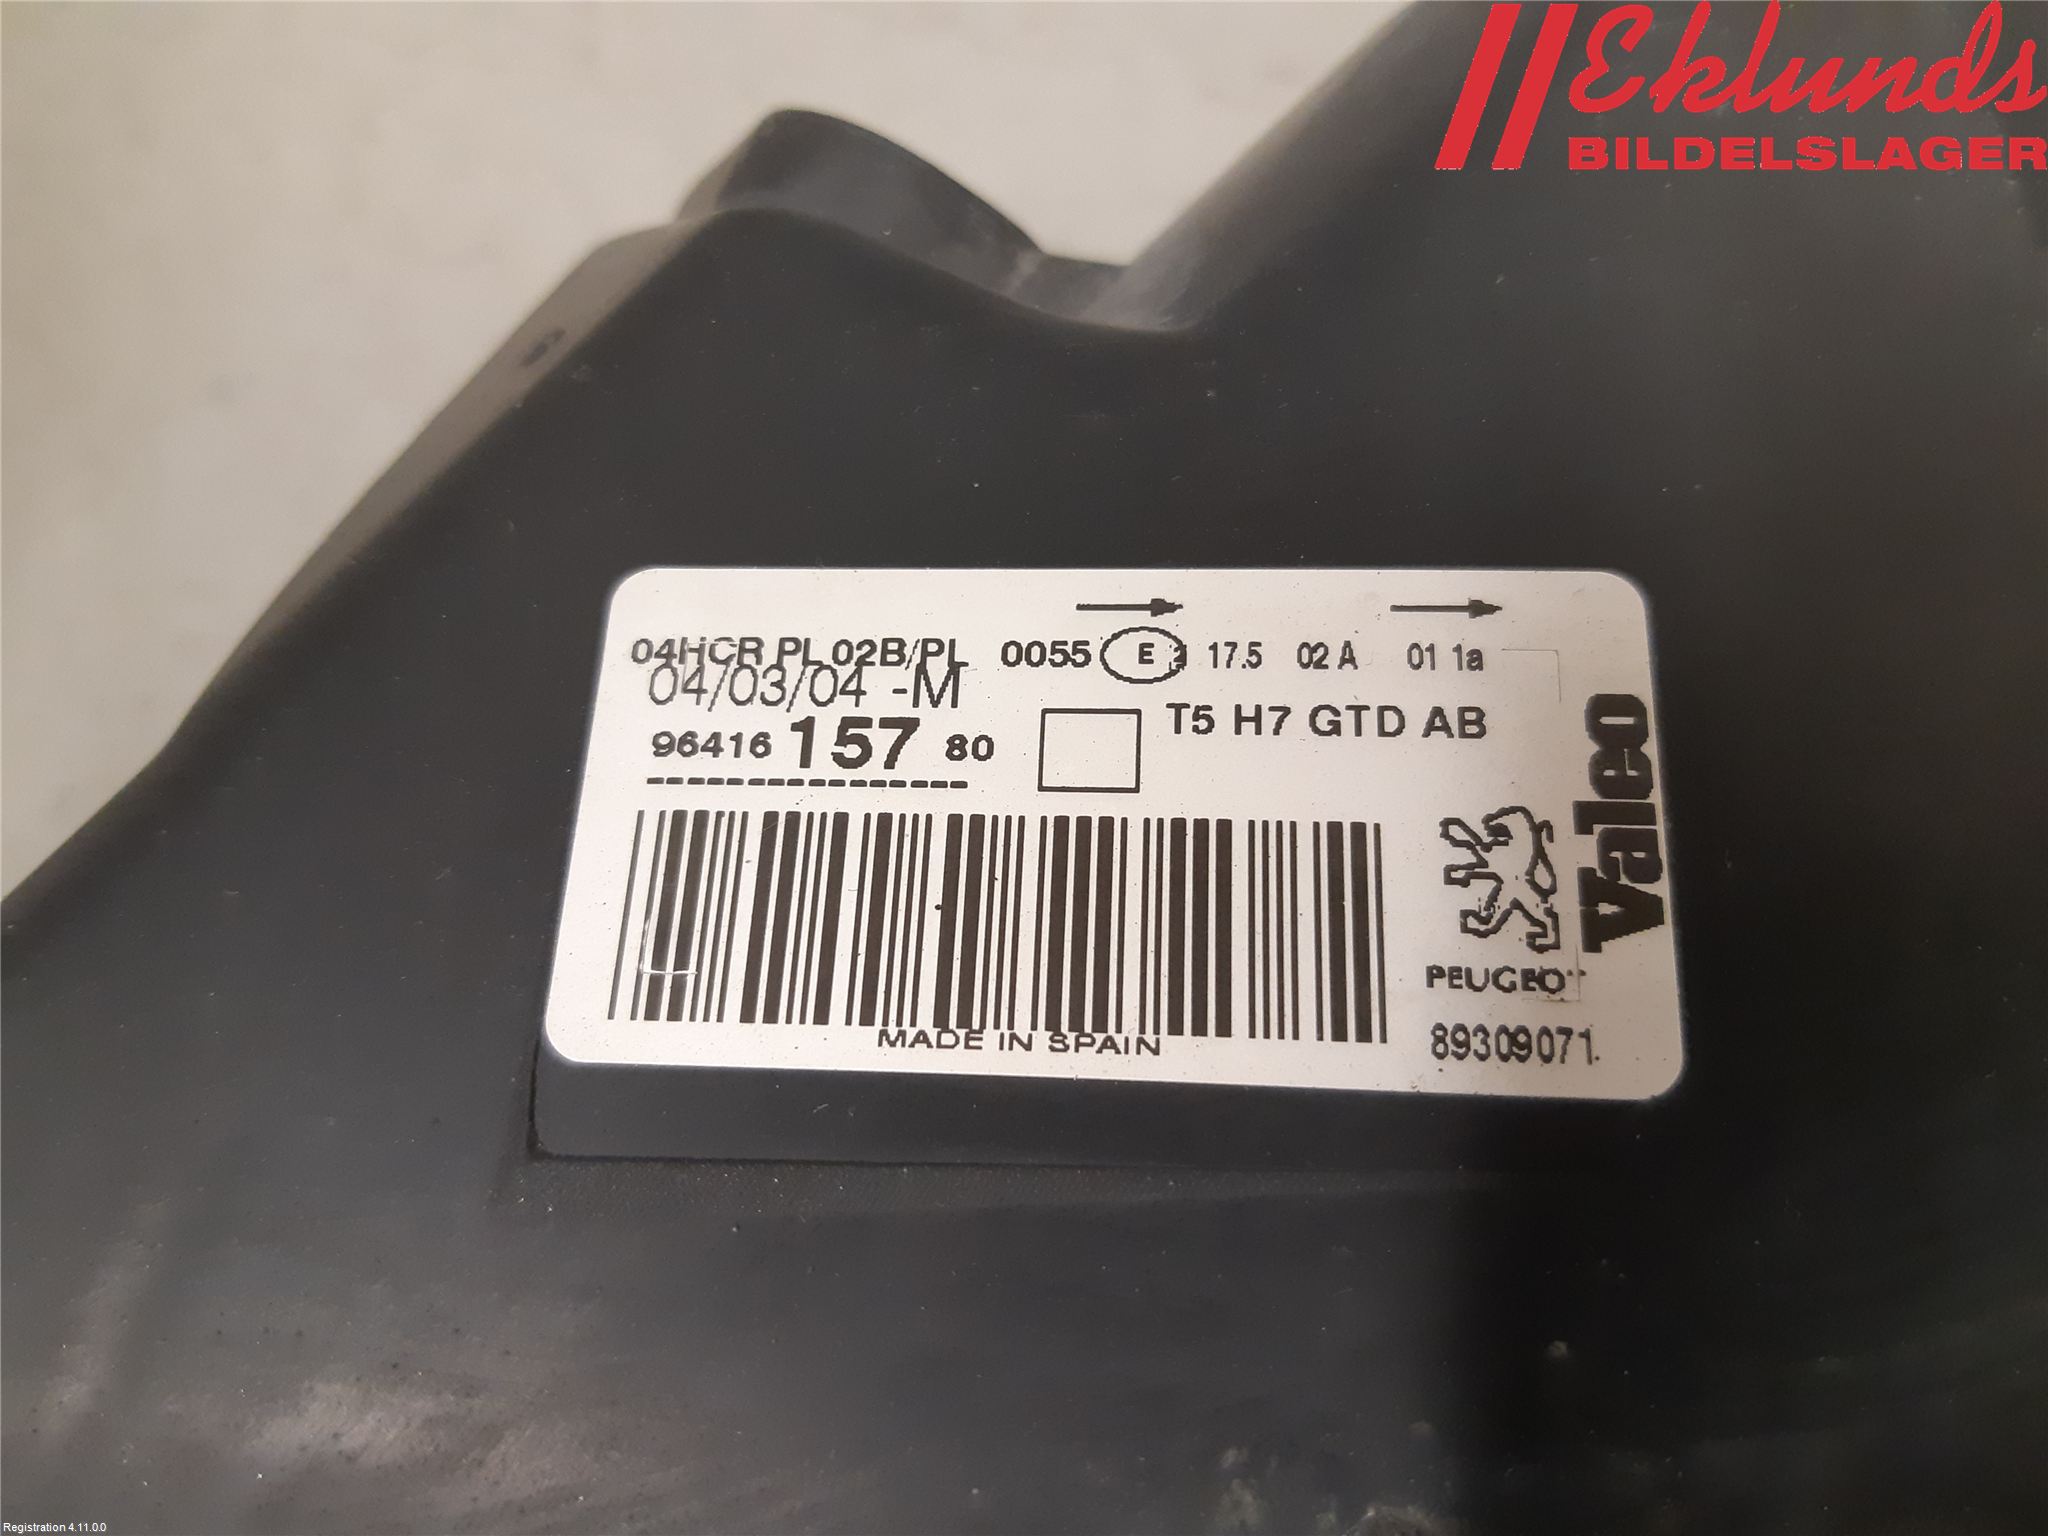 Eklunds
BILDELSLAGER
04HCR PL 02B/PL 0055 E 17.5 02 A 01 1a
04/03/04 -M
96416 157 80
T5 H7 GTD AB
Valeo
PEUGEO
MADE IN SPAIN
89309071
Registration 4.11.0.0